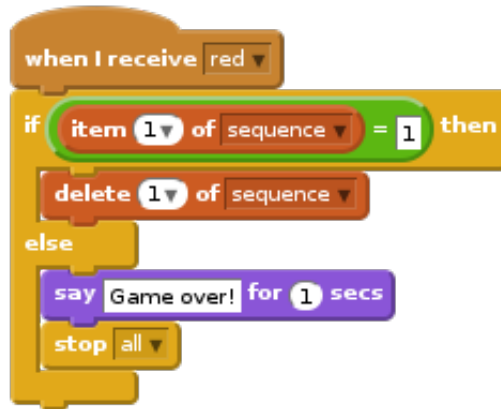 when I receive red
if item 1 of sequence = 1 then
delete 1 of sequence
else
say Game over! for 1 secs
stop all